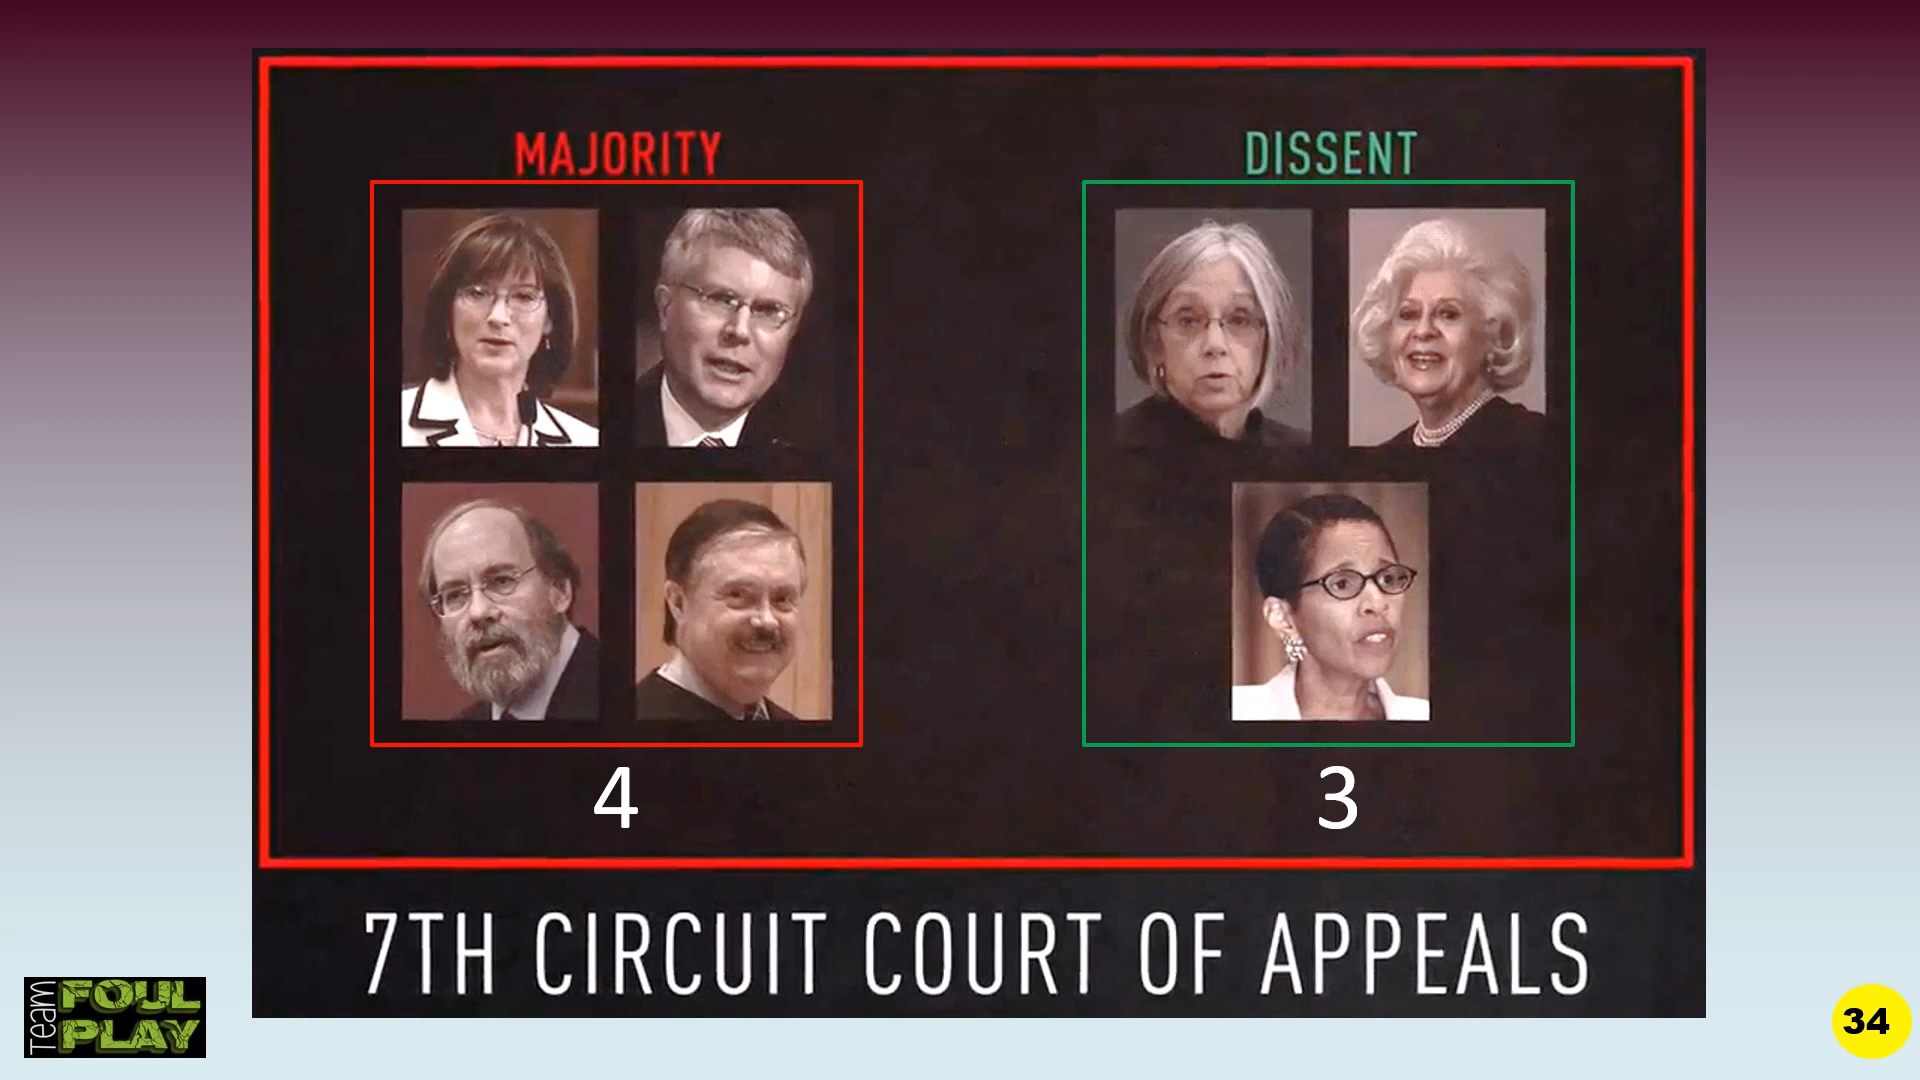 MAJORITY
DISSENT
4
3
7TH CIRCUIT COURT OF APPEALS
Team
FOUL
PLAY
34